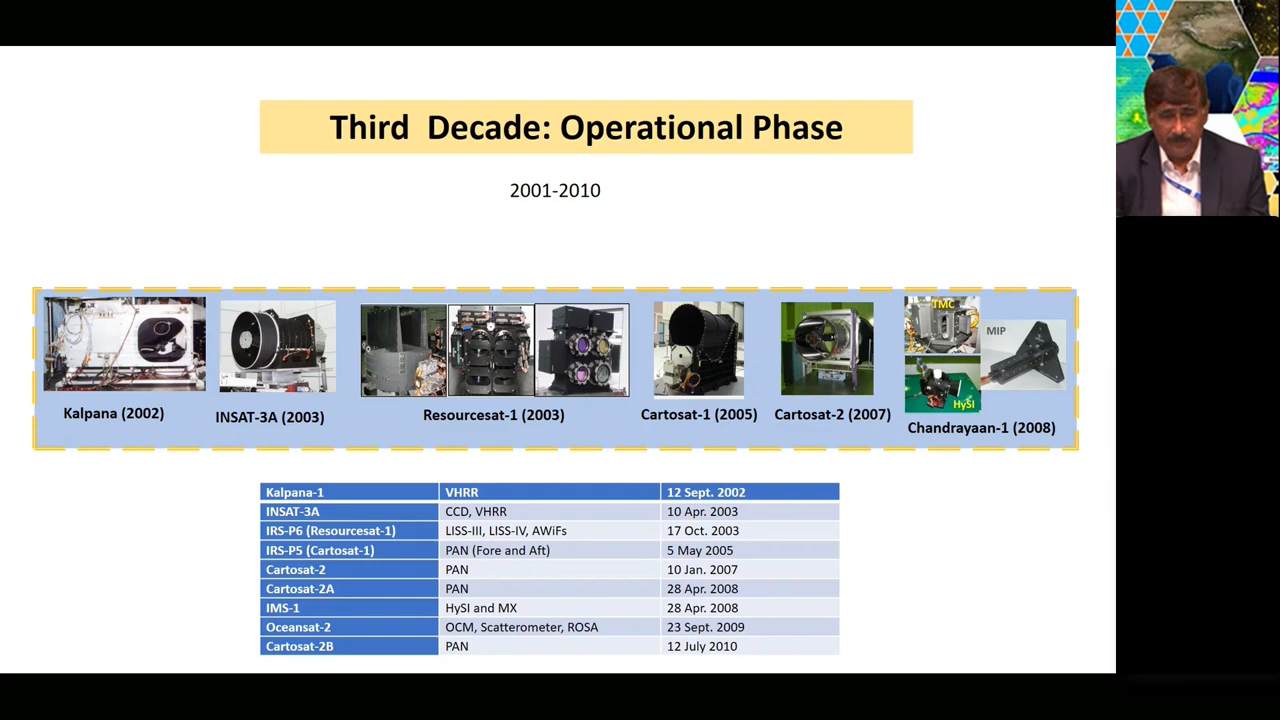 Third Decade: Operational Phase
2001-2010
TMC
MIP
HySI
Kalpana (2002)
INSAT-3A (2003)
Resourcesat-1 (2003)
Cartosat-1 (2005)
Cartosat-2 (2007)
Chandrayaan-1 (2008)
Kalpana-1 VHRR 12 Sept. 2002
INSAT-3A CCD, VHRR 10 Apr. 2003
IRS-P6 (Resourcesat-1) LISS-III, LISS-IV, AWiFs 17 Oct. 2003
IRS-P5 (Cartosat-1) PAN (Fore and Aft) 5 May 2005
Cartosat-2 PAN 10 Jan. 2007
Cartosat-2A PAN 28 Apr. 2008
IMS-1 HySI and MX 28 Apr. 2008
Oceansat-2 OCM, Scatterometer, ROSA 23 Sept. 2009
Cartosat-2B PAN 12 July 2010